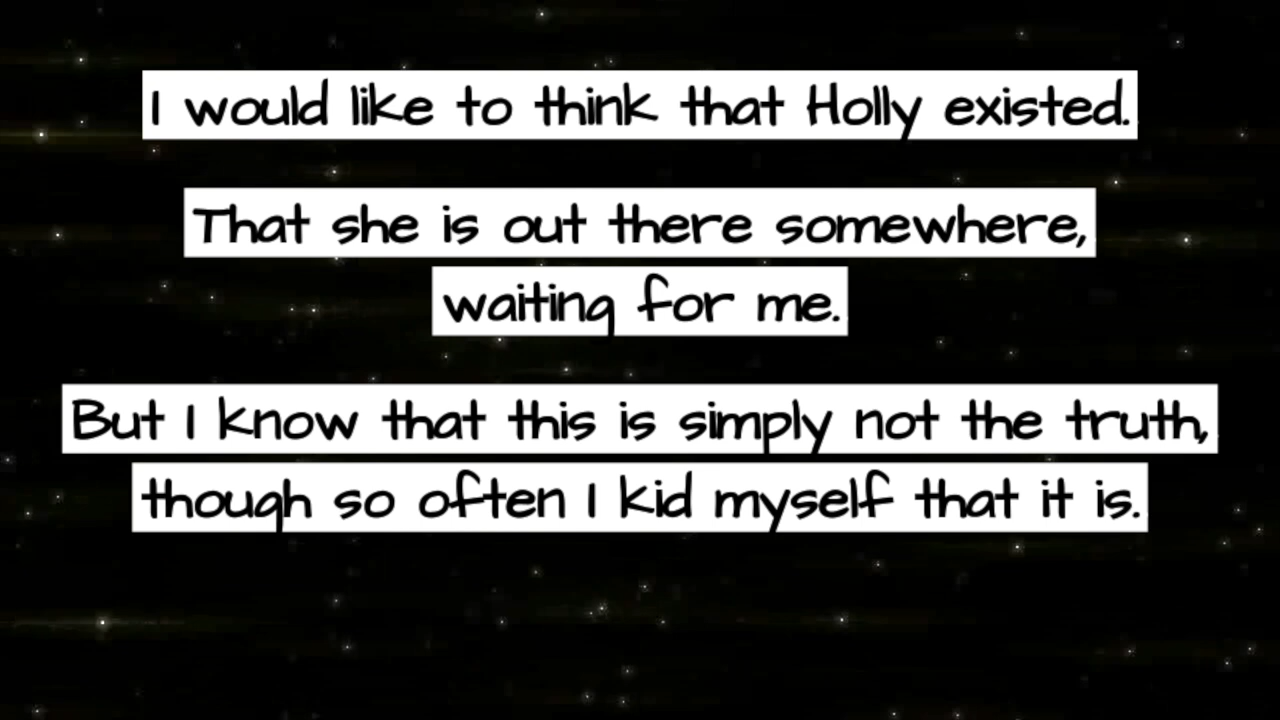 I would like to think that Holly existed.
That she is out there somewhere,
waiting for me.
But I know that this is simply not the truth,
though so often I kid myself that it is.